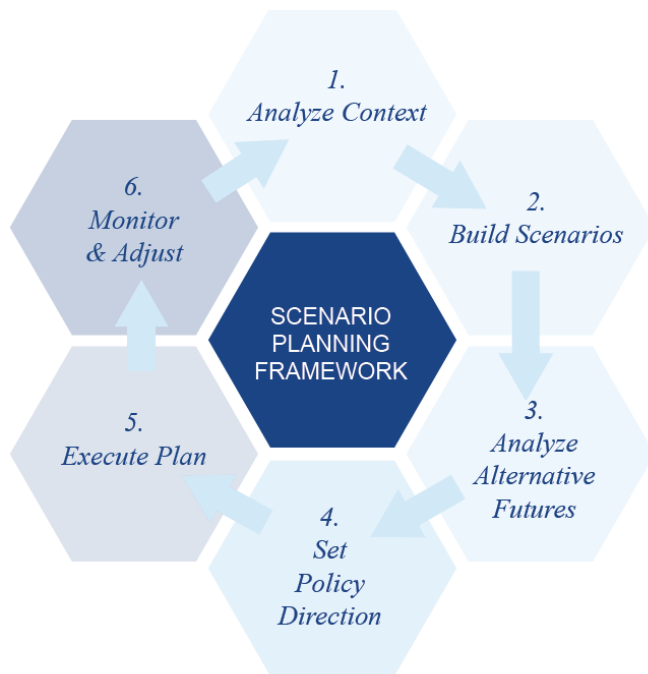 1.
Analyze Context
2.
Build Scenarios
3.
Analyze
Alternative
Futures
4.
Set
Policy
Direction
5.
Execute Plan
6.
Monitor
& Adjust
SCENARIO
PLANNING
FRAMEWORK